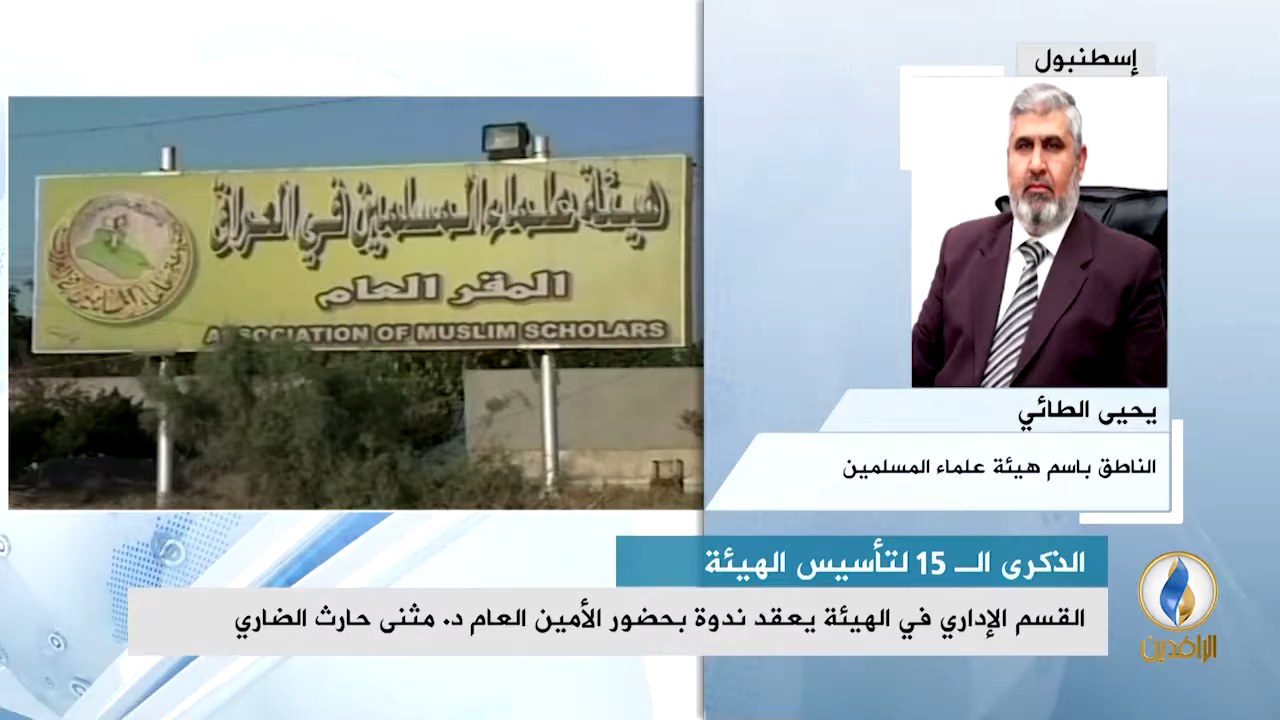 إسطنبول
هيئة علماء المسلمين في العراق
المقر العام
ASSOCIATION OF MUSLIM SCHOLARS
يحيى الطائي
الناطق باسم هيئة علماء المسلمين
الذكرى الـ 15 لتأسيس الهيئة
القسم الإداري في الهيئة يعقد ندوة بحضور الأمين العام د. مثنى حارث الضاري
الرافدين